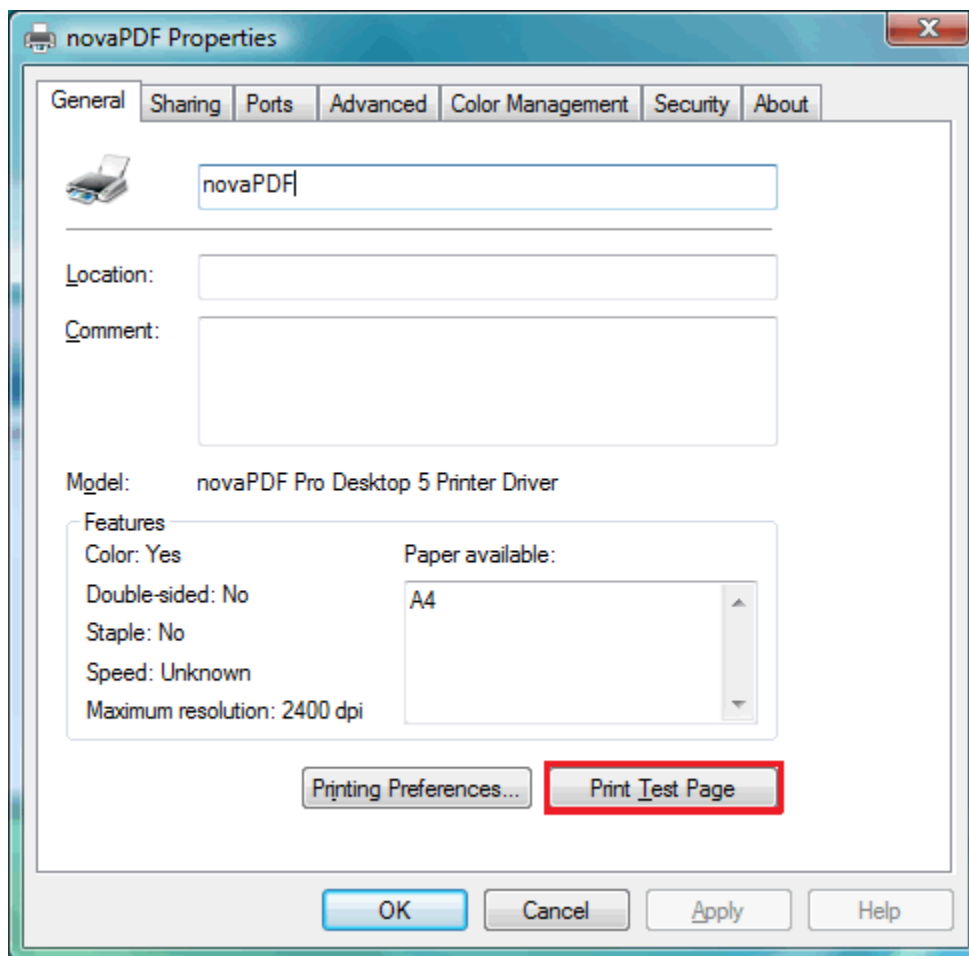 novaPDF Properties
General Sharing Ports Advanced Color Management Security About
novaPDF
Location:
Comment:
Model: novaPDF Pro Desktop 5 Printer Driver
Features
Color: Yes Paper available:
Double-sided: No A4
Staple: No
Speed: Unknown
Maximum resolution: 2400 dpi
Printing Preferences... Print Test Page
OK Cancel Apply Help